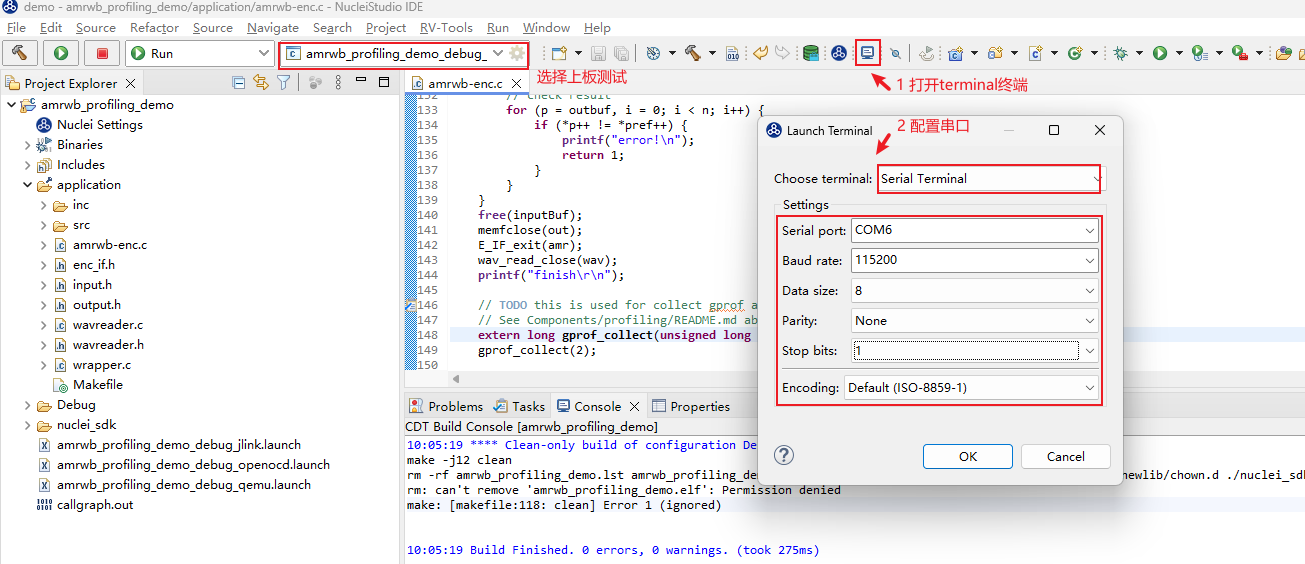 demo - amrwb_profiling_demo/application/amrwb-enc.c - NucleiStudio IDE
File Edit Source Refactor Source Navigate Search Project RV-Tools Run Window Help
Run
amrwb_profiling_demo_debug_
选择上板测试
1 打开terminal终端
Project Explorer
amrwb_profiling_demo
Nuclei Settings
Binaries
Includes
application
inc
src
amrwb-enc.c
enc_if.h
input.h
output.h
wavreader.c
wavreader.h
wrapper.c
Makefile
Debug
nuclei_sdk
amrwb_profiling_demo_debug_jlink.launch
amrwb_profiling_demo_debug_openocd.launch
amrwb_profiling_demo_debug_qemu.launch
callgraph.out
amrwb-enc.c
132 // check result
133 for (p = outbuf, i = 0; i < n; i++) {
134 if (*p++ != *pref++) {
135 printf("error!\n");
136 return 1;
137 }
138 }
139 }
140 free(inputBuf);
141 memfclose(out);
142 E_IF_exit(amr);
143 wav_read_close(wav);
144 printf("finish\r\n");
145
146 // TODO this is used for collect gprof a
147 // See Components/profiling/README.md ab
148 extern long gprof_collect(unsigned long
149 gprof_collect(2);
150
2 配置串口
Launch Terminal
Choose terminal: Serial Terminal
Settings
Serial port: COM6
Baud rate: 115200
Data size: 8
Parity: None
Stop bits: 1
Encoding: Default (ISO-8859-1)
OK Cancel
Problems Tasks Console Properties
CDT Build Console [amrwb_profiling_demo]
10:05:19 **** Clean-only build of configuration De
make -j12 clean
rm -rf amrwb_profiling_demo.lst amrwb_profiling_dem newlib/chown.d ./nuclei_sd
rm: can't remove 'amrwb_profiling_demo.elf': Permission denied
make: [makefile:118: clean] Error 1 (ignored)
10:05:19 Build Finished. 0 errors, 0 warnings. (took 275ms)